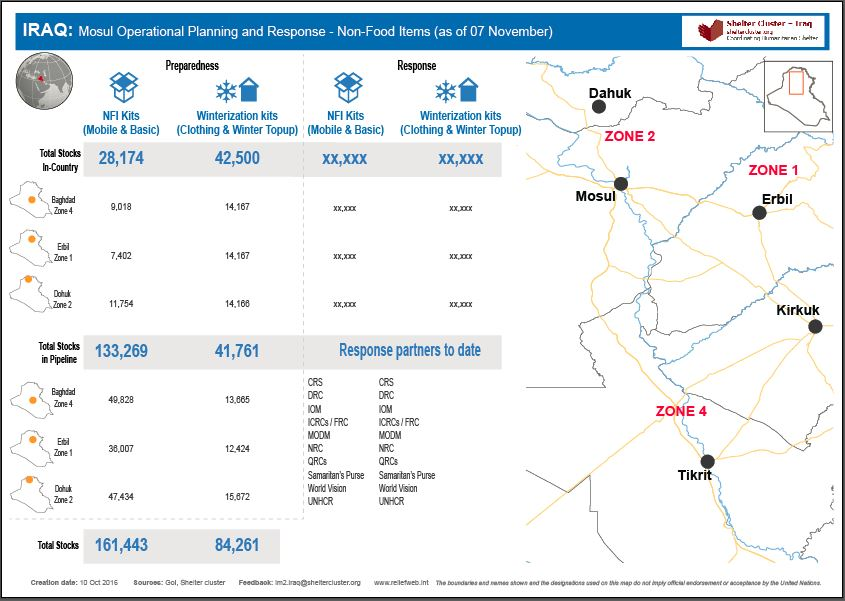 IRAQ: Mosul Operational Planning and Response - Non-Food Items (as of 07 November)
Shelter Cluster - Iraq
sheltercluster.org
Coordinating Humanitarian Shelter
Preparedness
Response
NFI Kits
(Mobile & Basic)
Winterization kits
(Clothing & Winter Topup)
NFI Kits
(Mobile & Basic)
Winterization kits
(Clothing & Winter Topup)
Total Stocks
In-Country
28,174
42,500
xx,xxx
xx,xxx
Baghdad
Zone 4
9,018
14,167
xx,xxx
xx,xxx
Erbil
Zone 1
7,402
14,167
xx,xxx
xx,xxx
Dohuk
Zone 2
11,754
14,166
xx,xxx
xx,xxx
Total Stocks
in Pipeline
133,269
41,761
Response partners to date
Baghdad
Zone 4
49,828
13,665
Erbil
Zone 1
36,007
12,424
Dohuk
Zone 2
47,434
15,672
CRS
DRC
IOM
ICRCs / FRC
MODM
NRC
QRCs
Samaritan's Purse
World Vision
UNHCR
CRS
DRC
IOM
ICRCs / FRC
MODM
NRC
QRCs
Samaritan's Purse
World Vision
UNHCR
Total Stocks
161,443
84,261
Dahuk
ZONE 2
ZONE 1
Mosul
Erbil
Kirkuk
ZONE 4
Tikrit
Creation date: 10 Oct 2016 Sources: GoI, Shelter cluster Feedback: im2.iraq@sheltercluster.org www.reliefweb.int The boundaries and names shown and the designations used on this map do not imply official endorsement or acceptance by the United Nations.